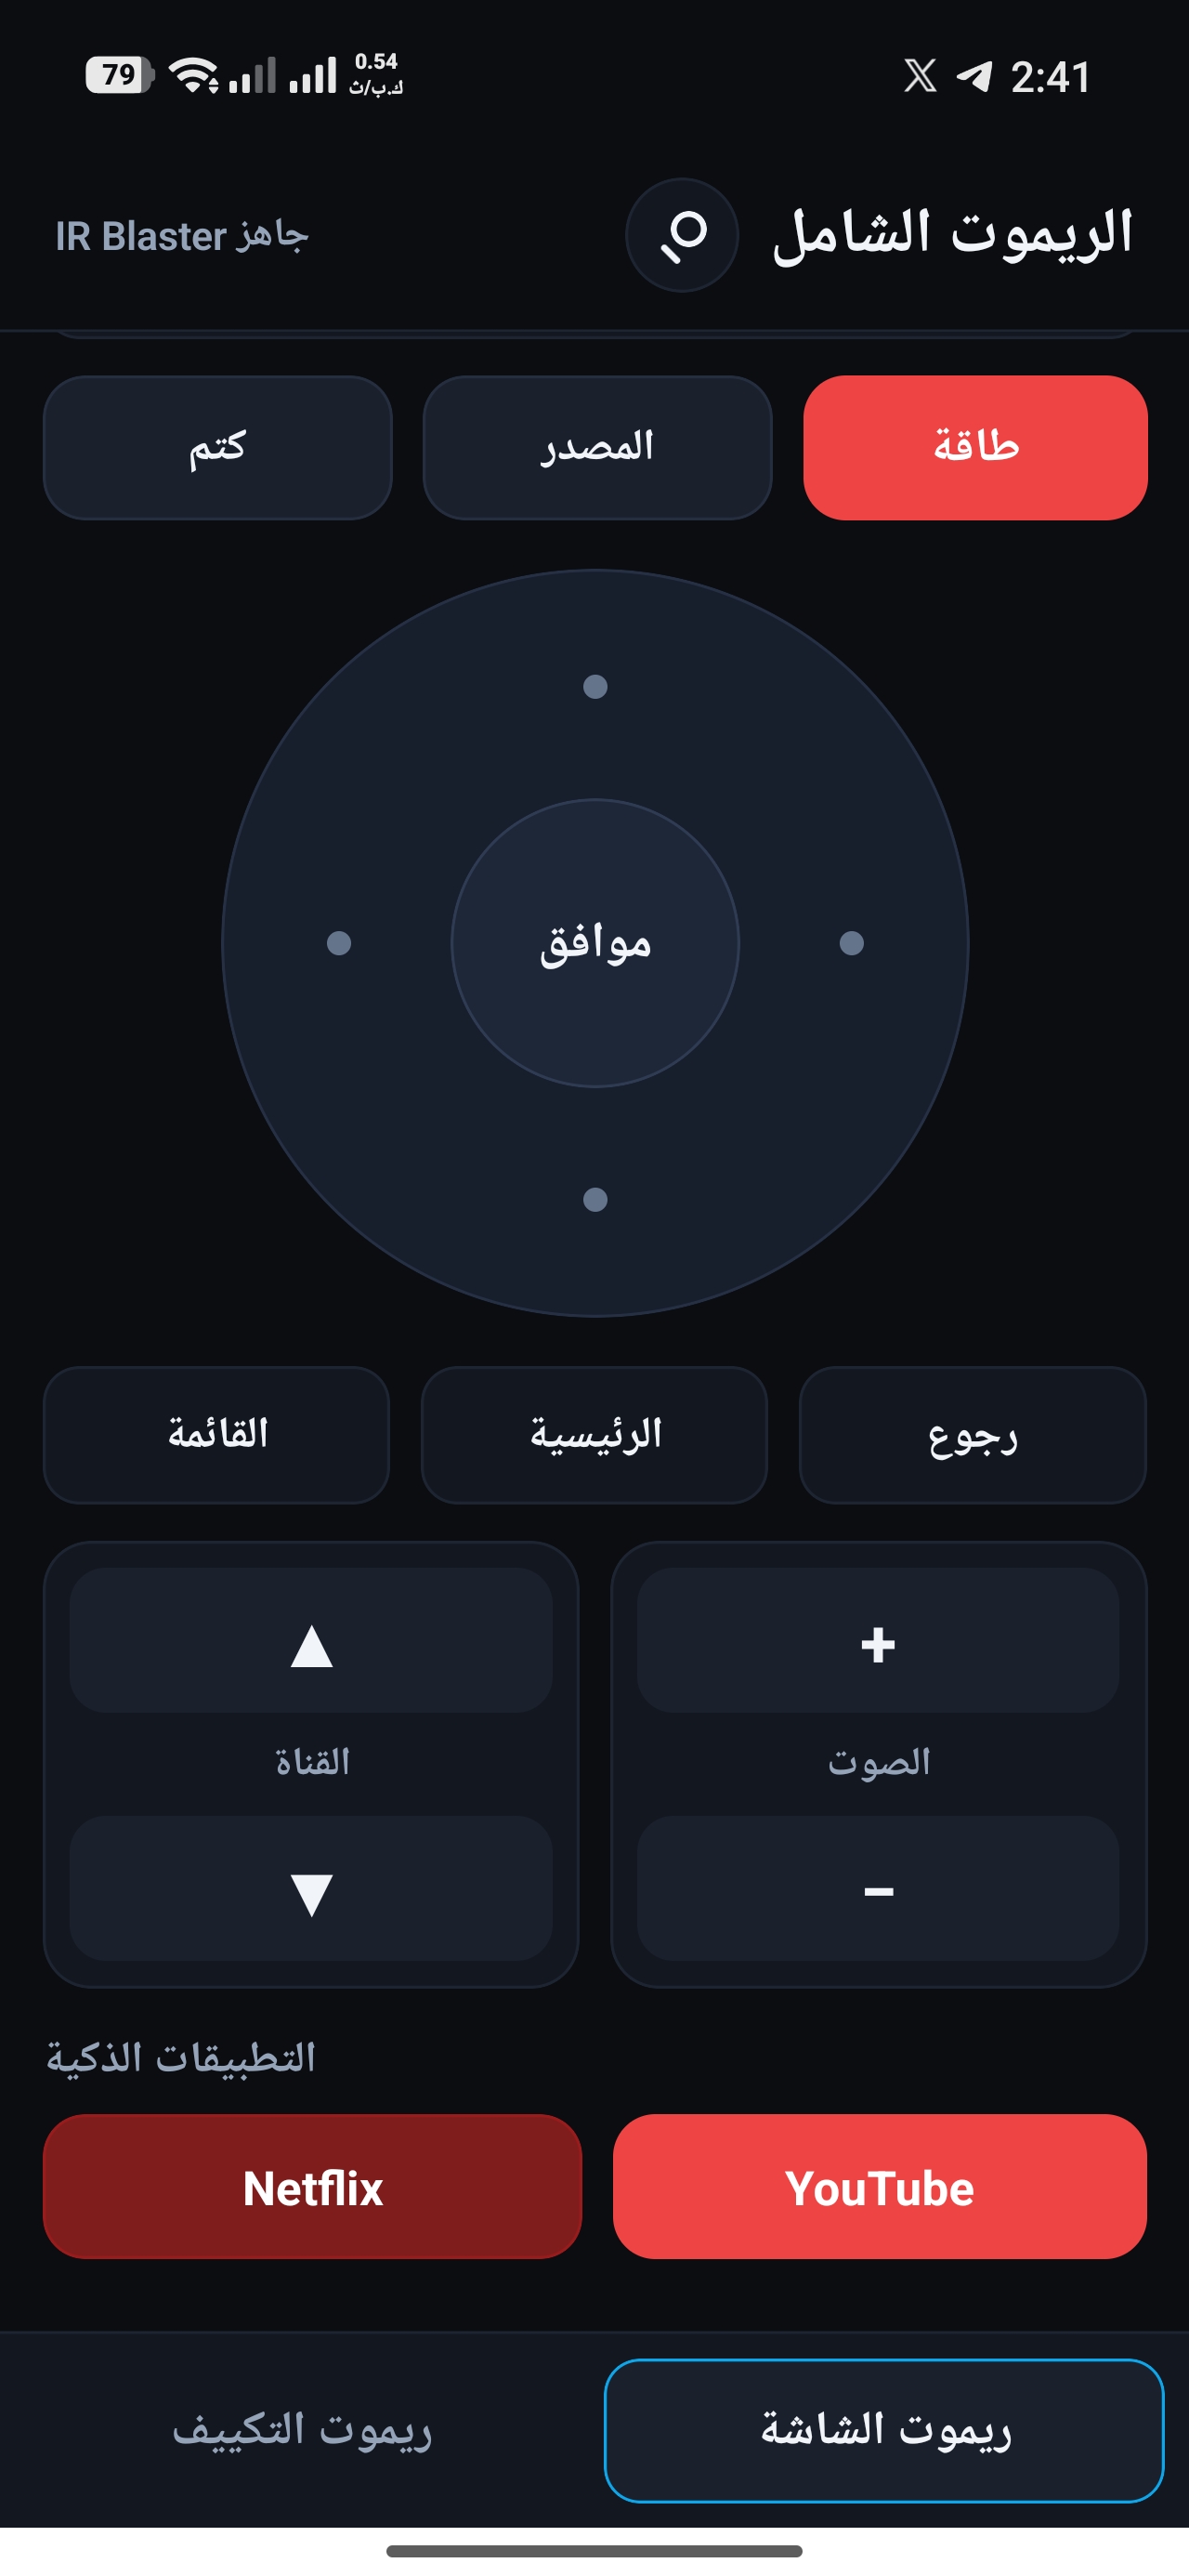 2:41
79
0.54
ك.ب/ث
الريموت الشامل
IR Blaster جاهز
طاقة
المصدر
كتم
موافق
رجوع
الرئيسية
القائمة
+
▲
الصوت
القناة
−
▼
التطبيقات الذكية
YouTube
Netflix
ريموت الشاشة
ريموت التكييف